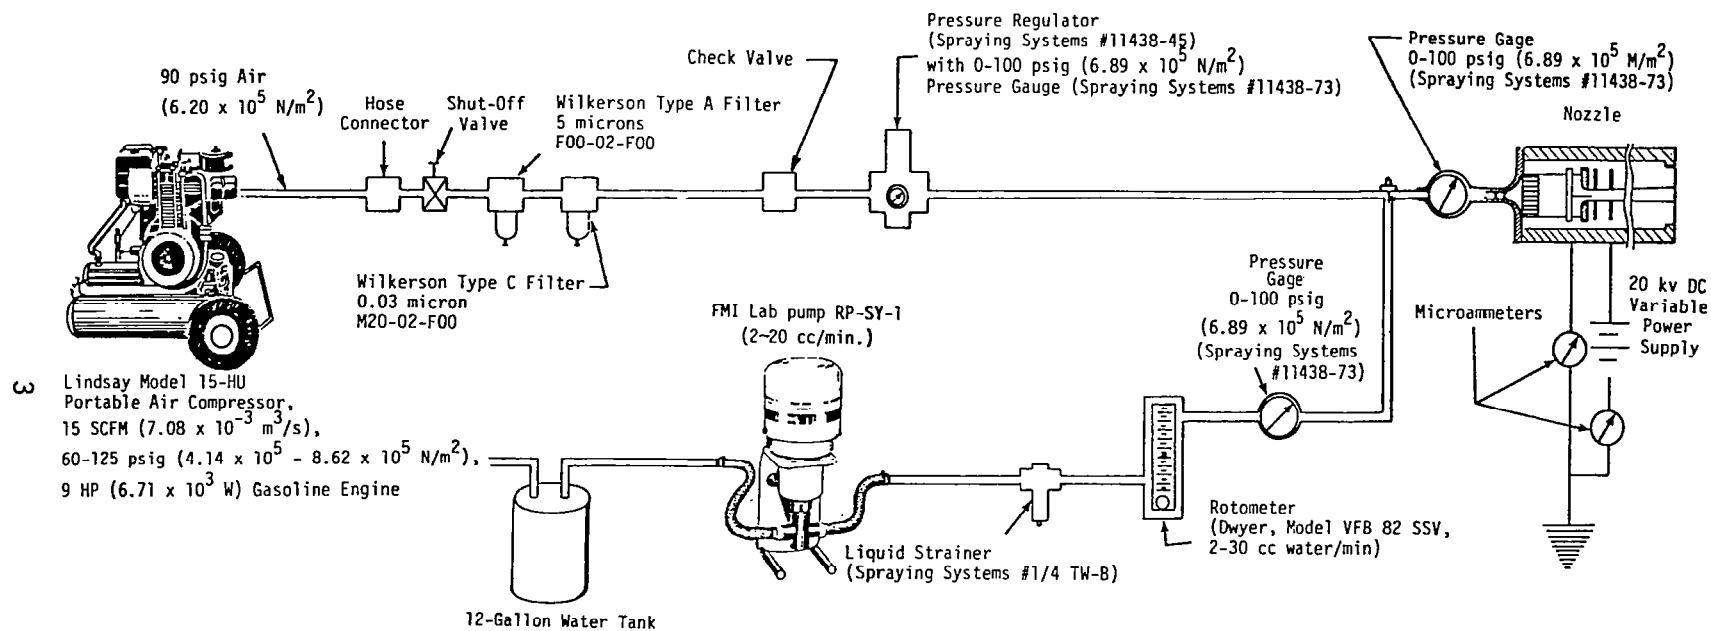 Pressure Regulator
(Spraying Systems #11438-45)
with 0-100 psig (6.89 x 10^5 N/m^2)
Pressure Gauge (Spraying Systems #11438-73)
Pressure Gage
0-100 psig (6.89 x 10^5 M/m^2)
(Spraying Systems #11438-73)
Nozzle
Check Valve
90 psig Air
(6.20 x 10^5 N/m^2)
Hose
Connector
Shut-Off
Valve
Wilkerson Type A Filter
5 microns
F00-02-F00
Wilkerson Type C Filter
0.03 micron
M20-02-F00
FMI Lab pump RP-SY-1
(2~20 cc/min.)
Pressure
Gage
0-100 psig
(6.89 x 10^5 N/m^2)
(Spraying Systems
#11438-73)
Microammeters
20 kv DC
Variable
Power
Supply
3
Lindsay Model 15-HU
Portable Air Compressor,
15 SCFM (7.08 x 10^-3 m^3/s),
60-125 psig (4.14 x 10^5 - 8.62 x 10^5 N/m^2),
9 HP (6.71 x 10^3 W) Gasoline Engine
12-Gallon Water Tank
Liquid Strainer
(Spraying Systems #1/4 TW-B)
Rotometer
(Dwyer, Model VFB 82 SSV,
2-30 cc water/min)